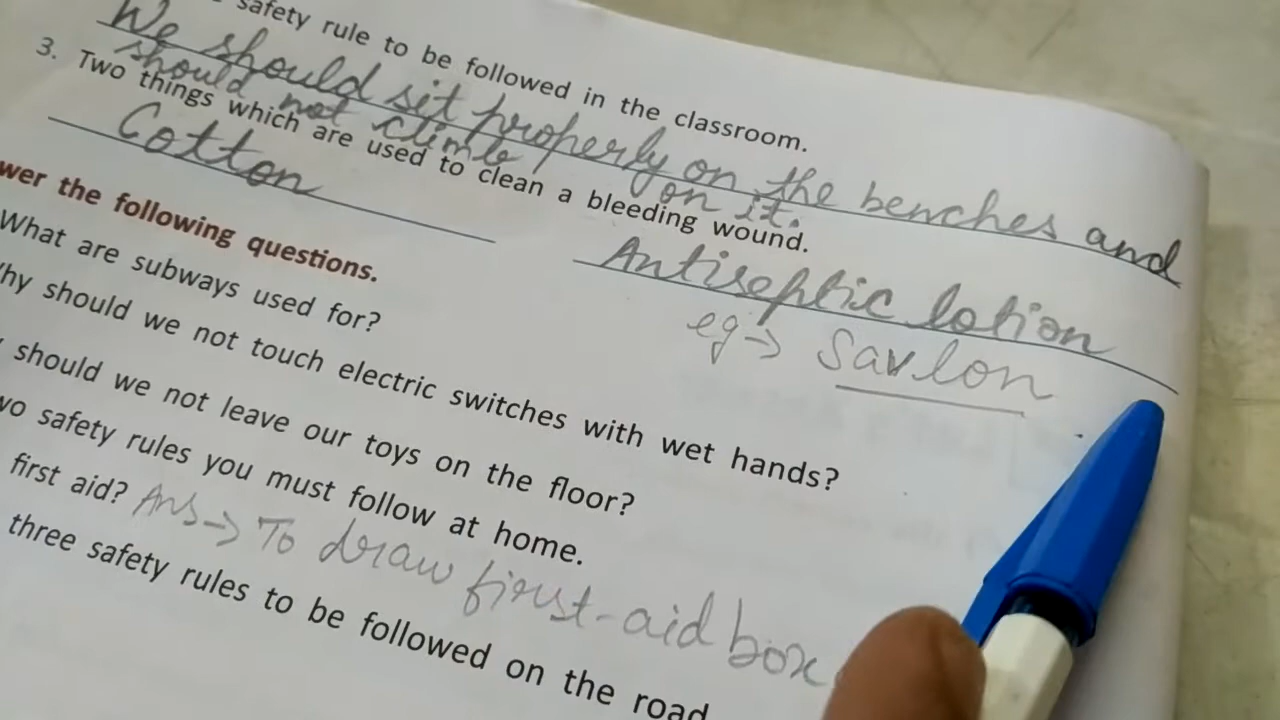 safety rule to be followed in the classroom.
We should sit properly on the benches and
should not climb on it.
3. Two things which are used to clean a bleeding wound.
Cotton
Antiseptic lotion
eg → Savlon
wer the following questions.
What are subways used for?
hy should we not touch electric switches with wet hands?
should we not leave our toys on the floor?
wo safety rules you must follow at home.
first aid? Ans → To draw first-aid box
three safety rules to be followed on the road